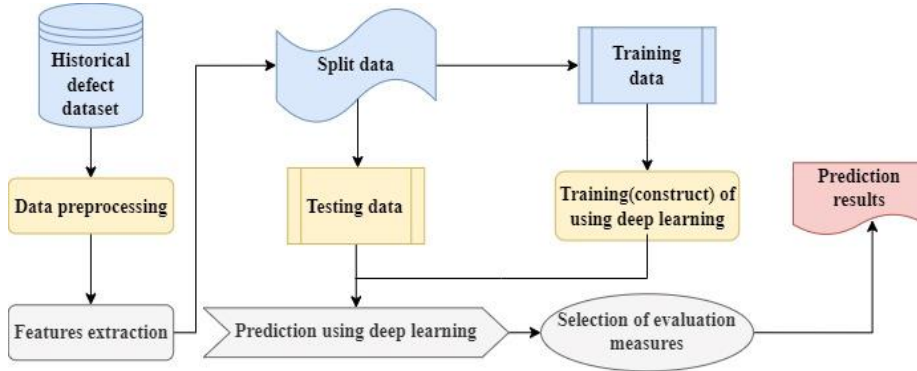 Historical
defect
dataset
Data preprocessing
Features extraction
Split data
Training
data
Testing data
Training(construct) of
using deep learning
Prediction using deep learning
Selection of evaluation
measures
Prediction
results